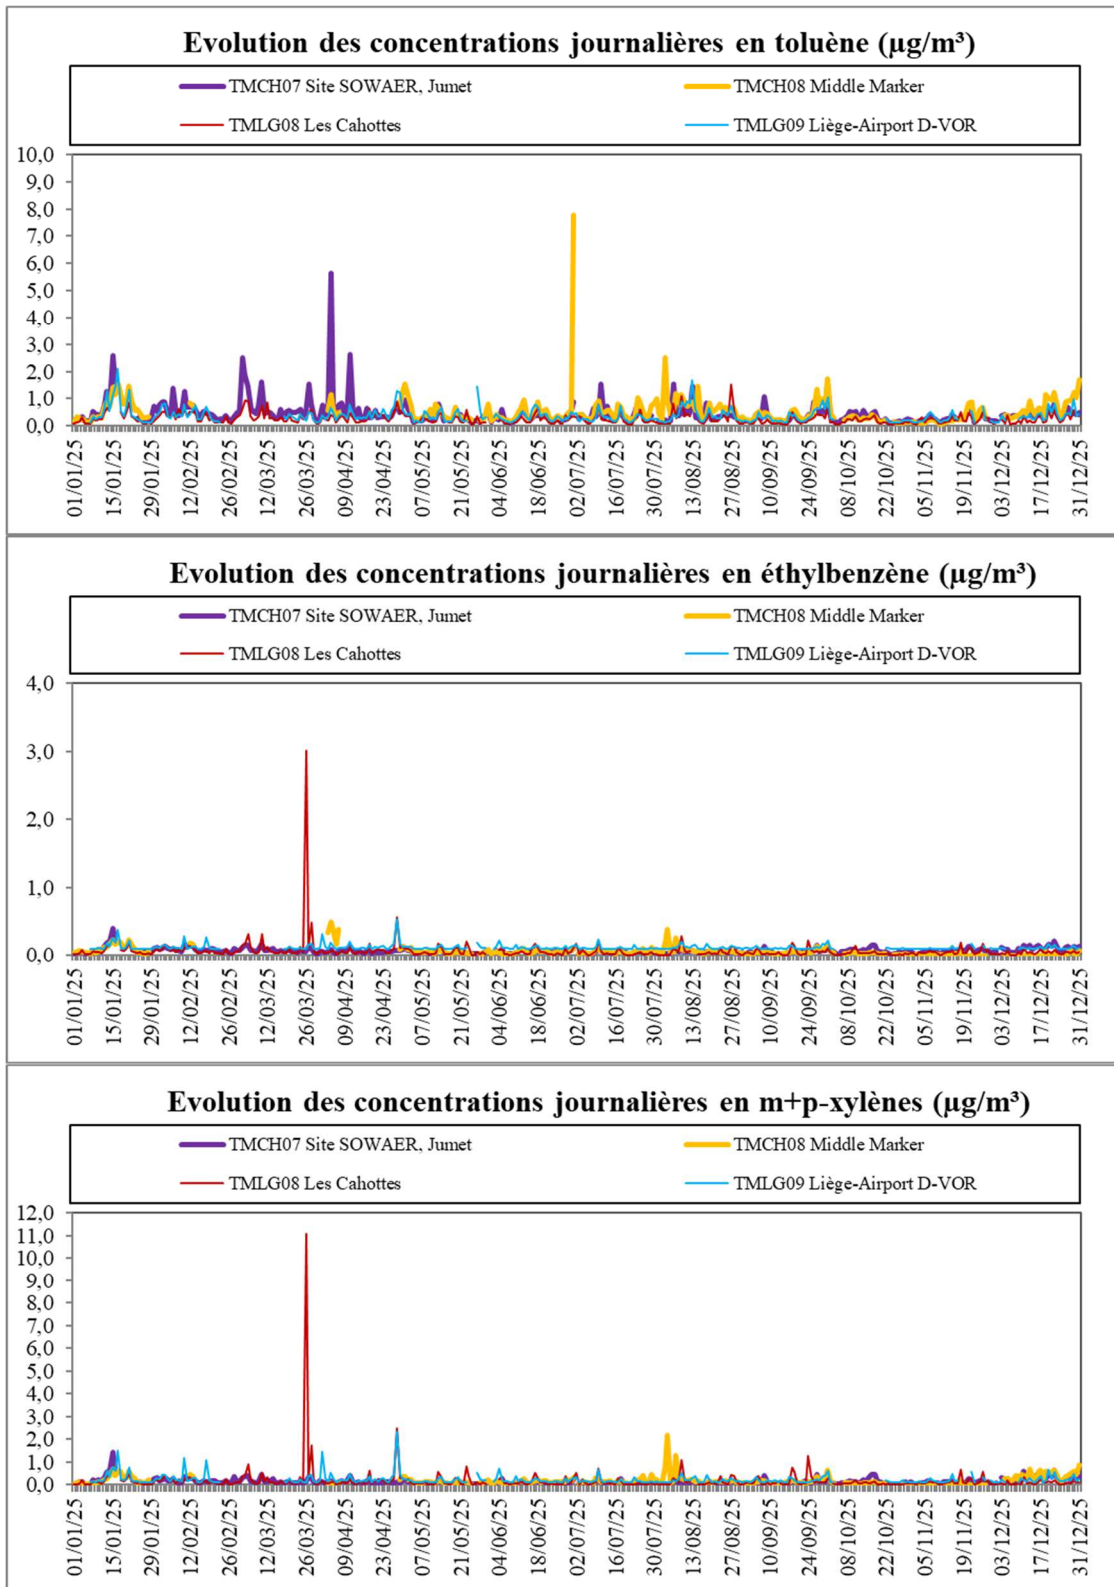 Evolution des concentrations journalières en toluène (µg/m³)
TMCH07 Site SOWAER, Jumet TMCH08 Middle Marker
TMLG08 Les Cahottes TMLG09 Liège-Airport D-VOR
10,0
9,0
8,0
7,0
6,0
5,0
4,0
3,0
2,0
1,0
0,0
01/01/25 15/01/25 29/01/25 12/02/25 26/02/25 12/03/25 26/03/25 09/04/25 23/04/25 07/05/25 21/05/25 04/06/25 18/06/25 02/07/25 16/07/25 30/07/25 13/08/25 27/08/25 10/09/25 24/09/25 08/10/25 22/10/25 05/11/25 19/11/25 03/12/25 17/12/25 31/12/25
Evolution des concentrations journalières en éthylbenzène (µg/m³)
TMCH07 Site SOWAER, Jumet TMCH08 Middle Marker
TMLG08 Les Cahottes TMLG09 Liège-Airport D-VOR
4,0
3,0
2,0
1,0
0,0
01/01/25 15/01/25 29/01/25 12/02/25 26/02/25 12/03/25 26/03/25 09/04/25 23/04/25 07/05/25 21/05/25 04/06/25 18/06/25 02/07/25 16/07/25 30/07/25 13/08/25 27/08/25 10/09/25 24/09/25 08/10/25 22/10/25 05/11/25 19/11/25 03/12/25 17/12/25 31/12/25
Evolution des concentrations journalières en m+p-xylènes (µg/m³)
TMCH07 Site SOWAER, Jumet TMCH08 Middle Marker
TMLG08 Les Cahottes TMLG09 Liège-Airport D-VOR
12,0
11,0
10,0
9,0
8,0
7,0
6,0
5,0
4,0
3,0
2,0
1,0
0,0
01/01/25 15/01/25 29/01/25 12/02/25 26/02/25 12/03/25 26/03/25 09/04/25 23/04/25 07/05/25 21/05/25 04/06/25 18/06/25 02/07/25 16/07/25 30/07/25 13/08/25 27/08/25 10/09/25 24/09/25 08/10/25 22/10/25 05/11/25 19/11/25 03/12/25 17/12/25 31/12/25